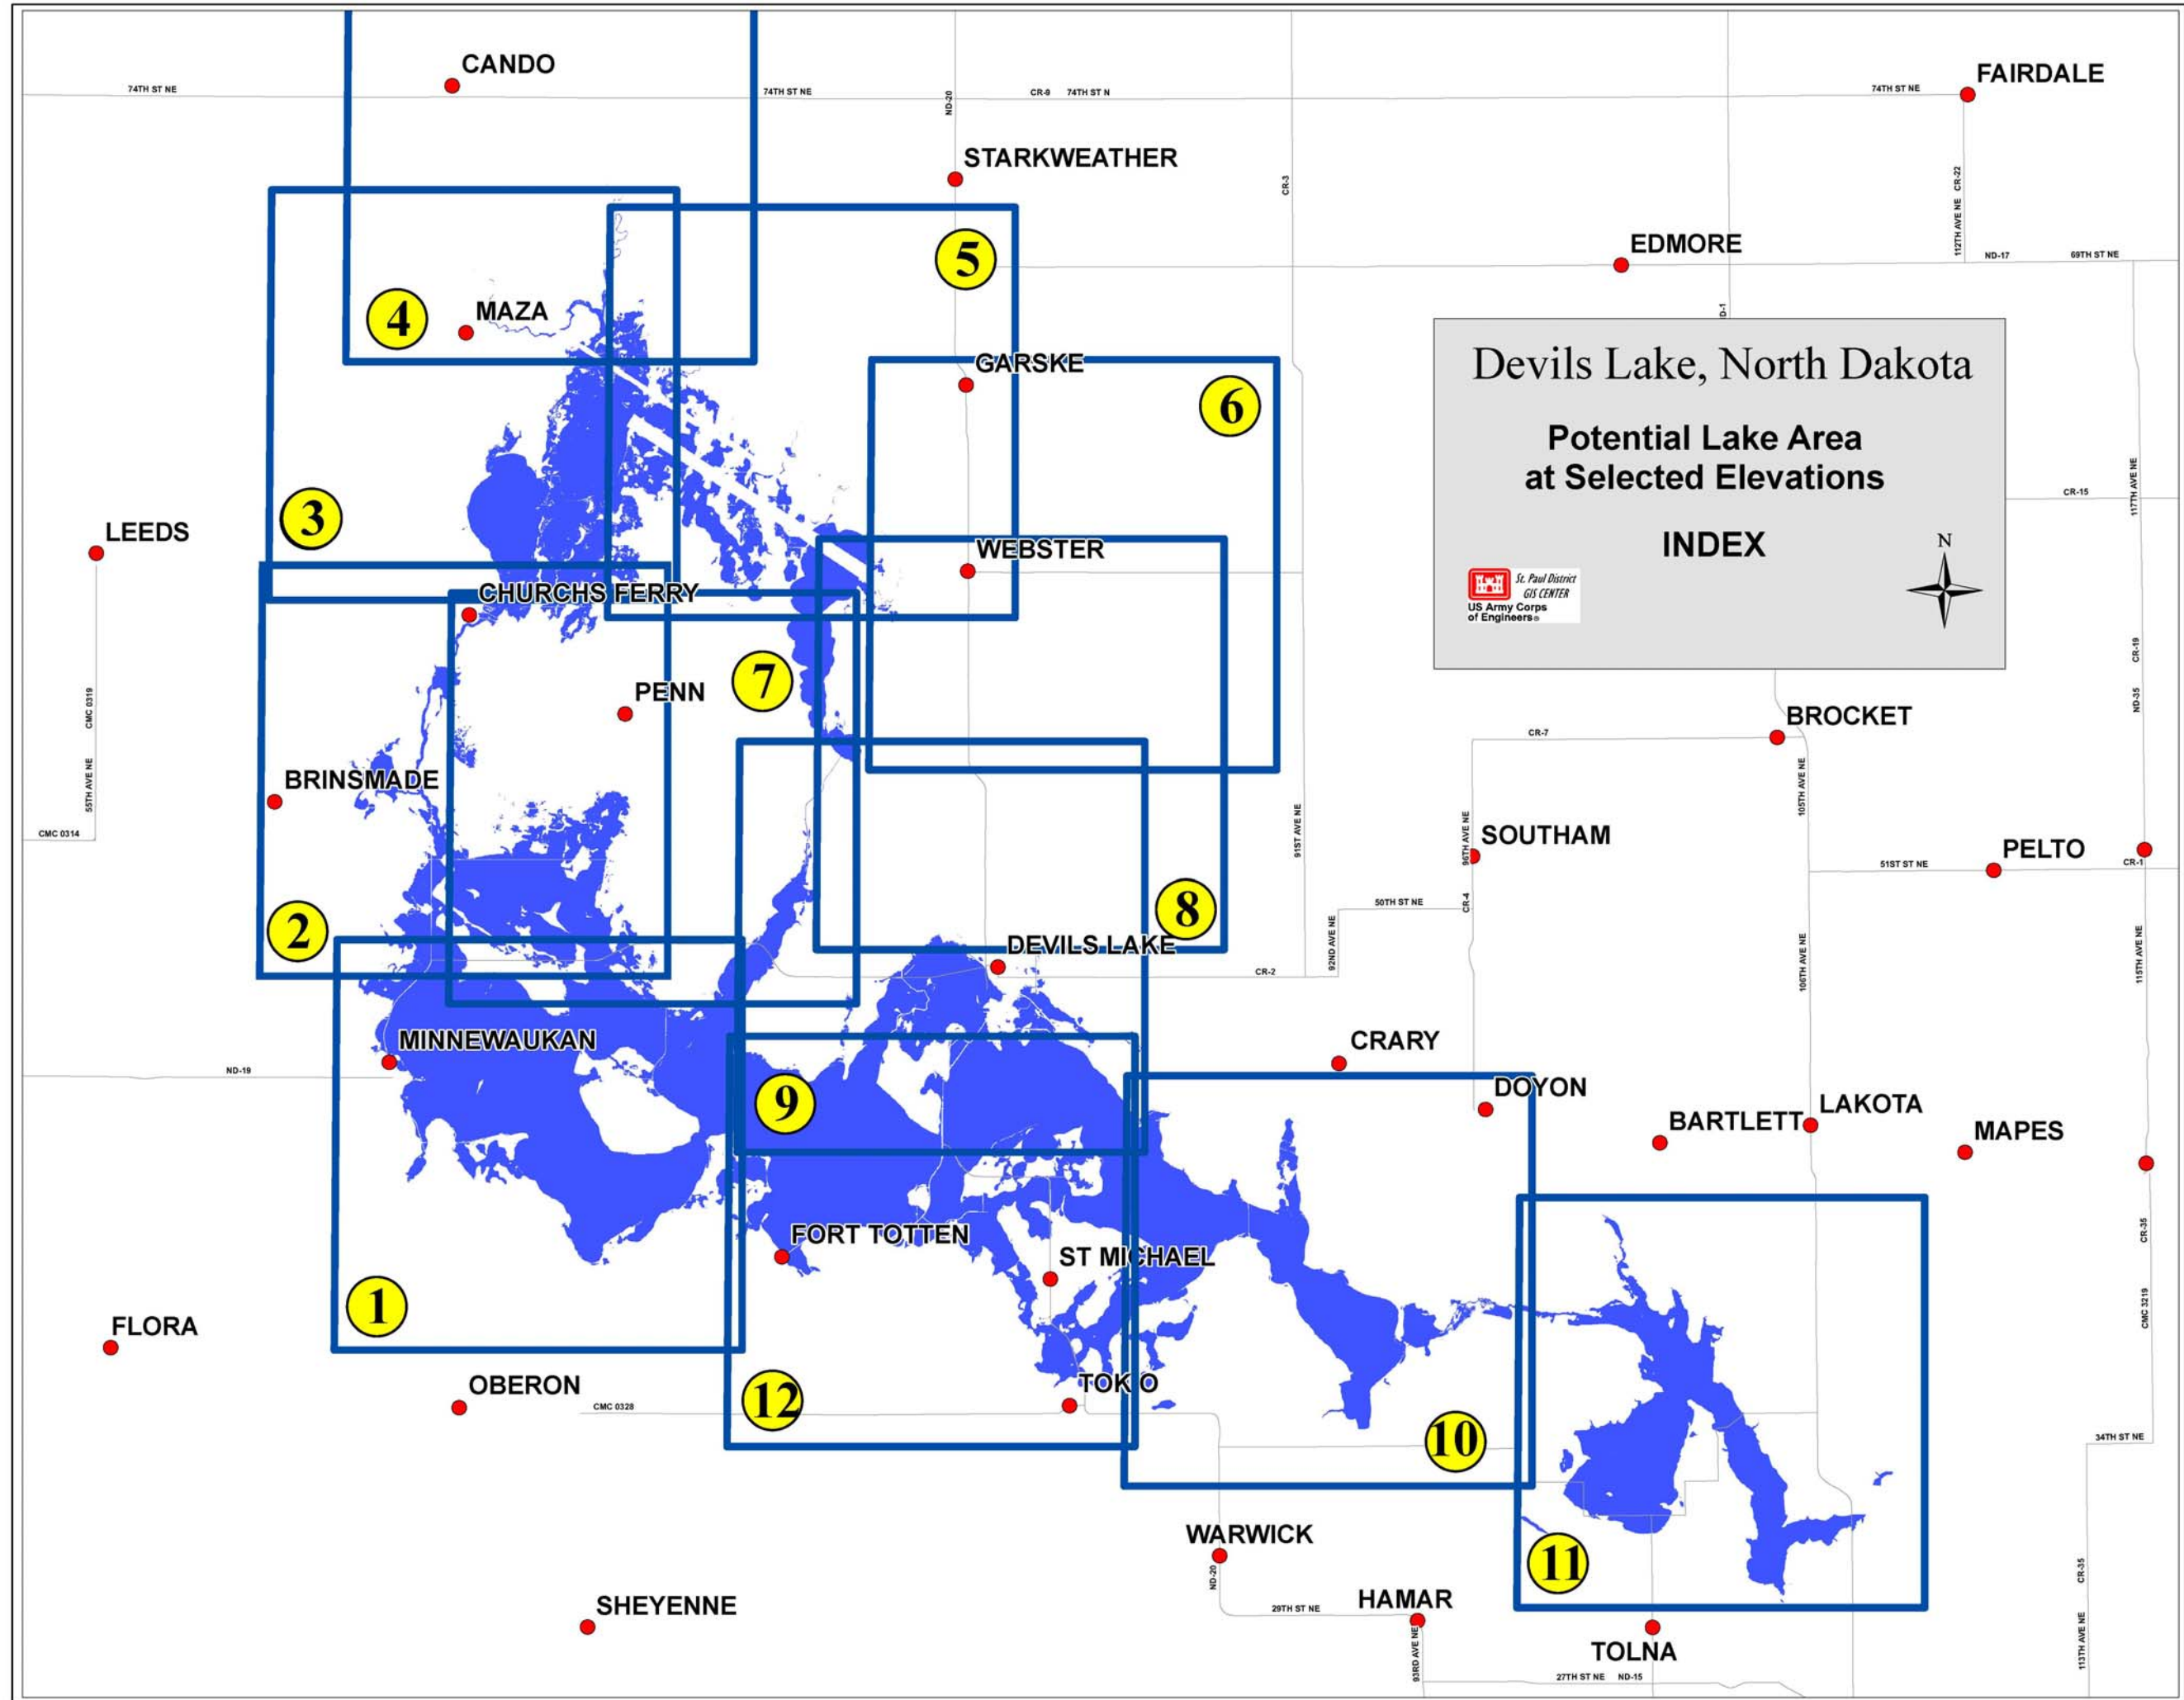 CANDO
FAIRDALE
74TH ST NE
74TH ST NE
ND-20
CR-9
74TH ST N
74TH ST NE
STARKWEATHER
CR-3
112TH AVE NE
CR-22
EDMORE
ND-17
69TH ST NE
5
4
MAZA
D-1
Devils Lake, North Dakota
Potential Lake Area
at Selected Elevations
INDEX
N
St. Paul District
GIS CENTER
US Army Corps
of Engineers®
GARSKE
6
117TH AVE NE
CR-15
3
LEEDS
WEBSTER
CHURCHS FERRY
CR-19
7
PENN
CMC 0319
ND-35
BROCKET
CR-7
BRINSMADE
55TH AVE NE
105TH AVE NE
CMC 0314
91ST AVE NE
96TH AVE NE
SOUTHAM
PELTO
51ST ST NE
CR-1
CR-4
50TH ST NE
8
2
DEVILS LAKE
92ND AVE NE
CR-2
106TH AVE NE
115TH AVE NE
MINNEWAUKAN
CRARY
ND-19
DOYON
9
BARTLETT
LAKOTA
MAPES
FORT TOTTEN
ST MICHAEL
CR-35
1
CMC 3219
FLORA
OBERON
CMC 0328
12
TOKIO
10
34TH ST NE
WARWICK
ND-20
11
CR-35
SHEYENNE
29TH ST NE
HAMAR
93RD AVE NE
TOLNA
113TH AVE NE
27TH ST NE
ND-15